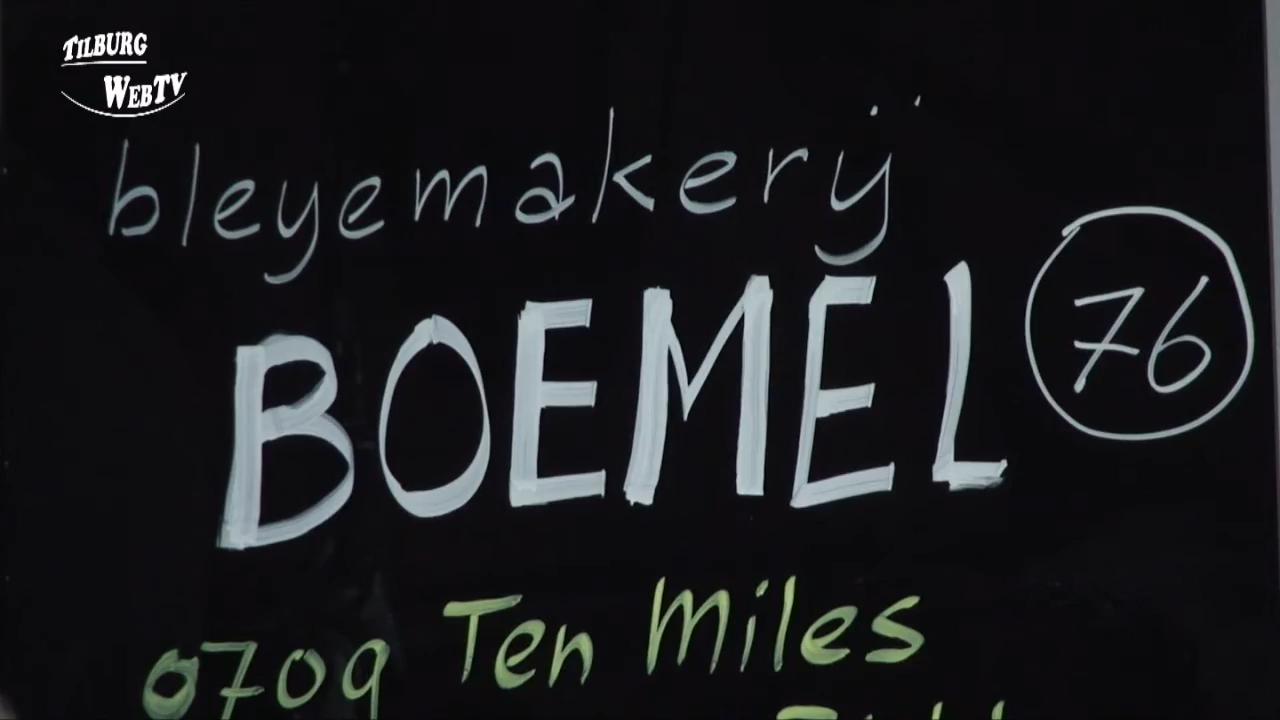 TILBURG
WEBTV
bleyemakerÿ
BOEMEL
76
0709 Ten Miles